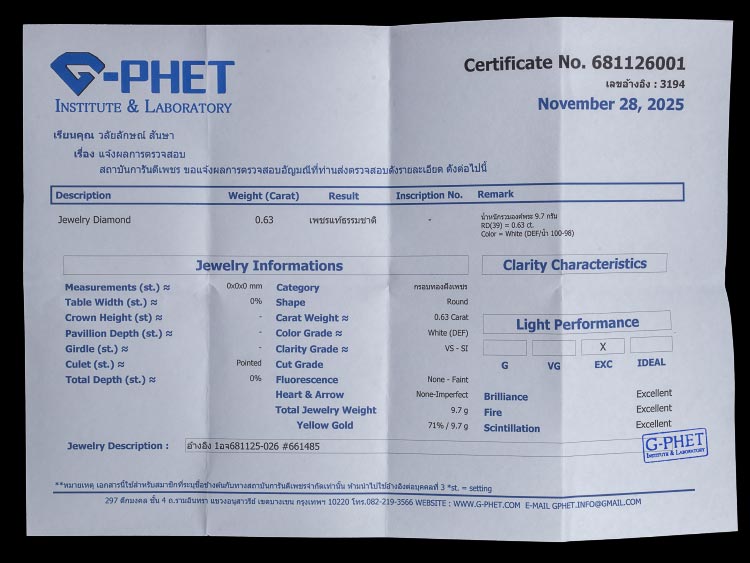 G-PHET
INSTITUTE & LABORATORY
Certificate No. 681126001
เลขอ้างอิง : 3194
November 28, 2025
เรียนคุณ วลัยลักษณ์ สันษา
เรื่อง แจ้งผลการตรวจสอบ
สถาบันการันตีเพชร ขอแจ้งผลการตรวจสอบอัญมณีที่ท่านส่งตรวจสอบดังรายละเอียด ดังต่อไปนี้
Description Weight (Carat) Result Inscription No. Remark
Jewelry Diamond 0.63 เพชรแท้ธรรมชาติ - น้ำหนักรวมองค์พระ 9.7 กรัม
RD(39) = 0.63 ct.
Color = White (DEF/น้ำ 100-98)
Jewelry Informations
Measurements (st.) ≈ 0x0x0 mm
Table Width (st.) ≈ 0%
Crown Height (st) ≈ -
Pavillion Depth (st.) ≈ -
Girdle (st.) ≈ -
Culet (st.) ≈ Pointed
Total Depth (st.) ≈ 0%
Category กรอบทองฝังเพชร
Shape Round
Carat Weight ≈ 0.63 Carat
Color Grade ≈ White (DEF)
Clarity Grade ≈ VS - SI
Cut Grade
Fluorescence None - Faint
Heart & Arrow None-Imperfect
Total Jewelry Weight 9.7 g
Yellow Gold 71% / 9.7 g
Clarity Characteristics
Light Performance
X
G VG EXC IDEAL
Brilliance Excellent
Fire Excellent
Scintillation Excellent
G-PHET
INSTITUTE & LABORATORY
Jewelry Description : อ้างอิง 1อจ681125-026 #661485
**หมายเหตุ เอกสารนี้ใช้สำหรับสมาชิกที่ระบุชื่อข้างต้นกับทางสถาบันการันตีเพชรจำกัดเท่านั้น ห้ามนำไปใช้อ้างอิงต่อบุคคลที่ 3 *st. = setting
297 ตึกมงคล ชั้น 4 ถ.รามอินทรา แขวงอนุสาวรีย์ เขตบางเขน กรุงเทพฯ 10220 โทร.082-219-3566 WEBSITE : WWW.G-PHET.COM E-MAIL GPHET.INFO@GMAIL.COM